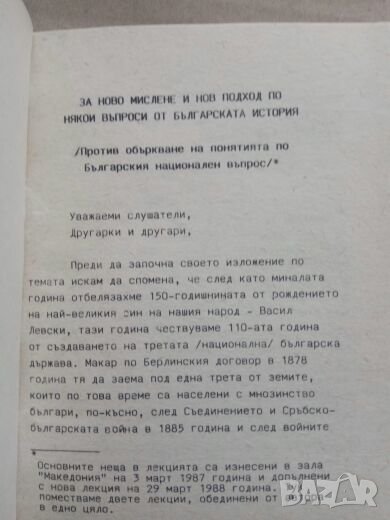 ЗА НОВО МИСЛЕНЕ И НОВ ПОДХОД ПО
НЯКОИ ВЪПРОСИ ОТ БЪЛГАРСКАТА ИСТОРИЯ
/Против объркване на понятията по
Българския национален въпрос/*
Уважаеми слушатели,
Другарки и другари,
Преди да започна своето изложение по
темата искам да спомена, че след като миналата
година отбелязахме 150-годишнината от рождението
на най-великия син на нашия народ - Васил
Левски, тази година чествуваме 110-ата година
от създаването на третата /национална/ българска
държава. Макар по Берлинския договор в 1878
година тя да заема под една трета от земите,
които по това време са населени с мнозинство
българи, по-късно, след Съединението и Сръбско-
българската война в 1885 година и след войните
*
Основните неща в лекцията са изнесени в зала
"Македония" на 3 март 1987 година и допълнени
с нова лекция на 29 март 1988 година. Тук
поместваме двете лекции, обединени от автора
в едно цяло.
БАЗАР